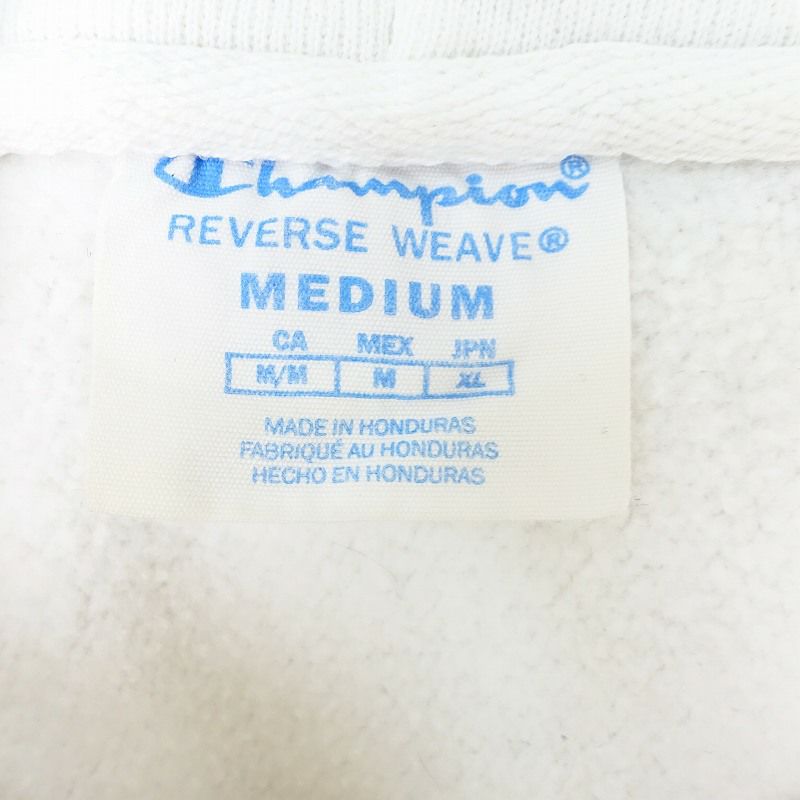 Champion®
REVERSE WEAVE®
MEDIUM
CA MEX JPN
M/M M XL
MADE IN HONDURAS
FABRIQUÉ AU HONDURAS
HECHO EN HONDURAS